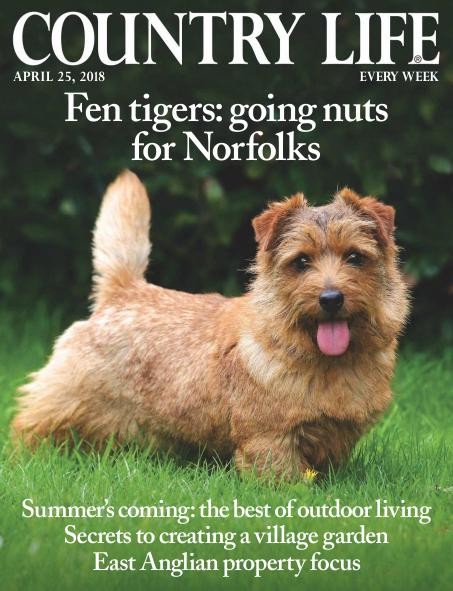 COUNTRY LIFE®
APRIL 25, 2018 EVERY WEEK
Fen tigers: going nuts
for Norfolks
Summer's coming: the best of outdoor living
Secrets to creating a village garden
East Anglian property focus